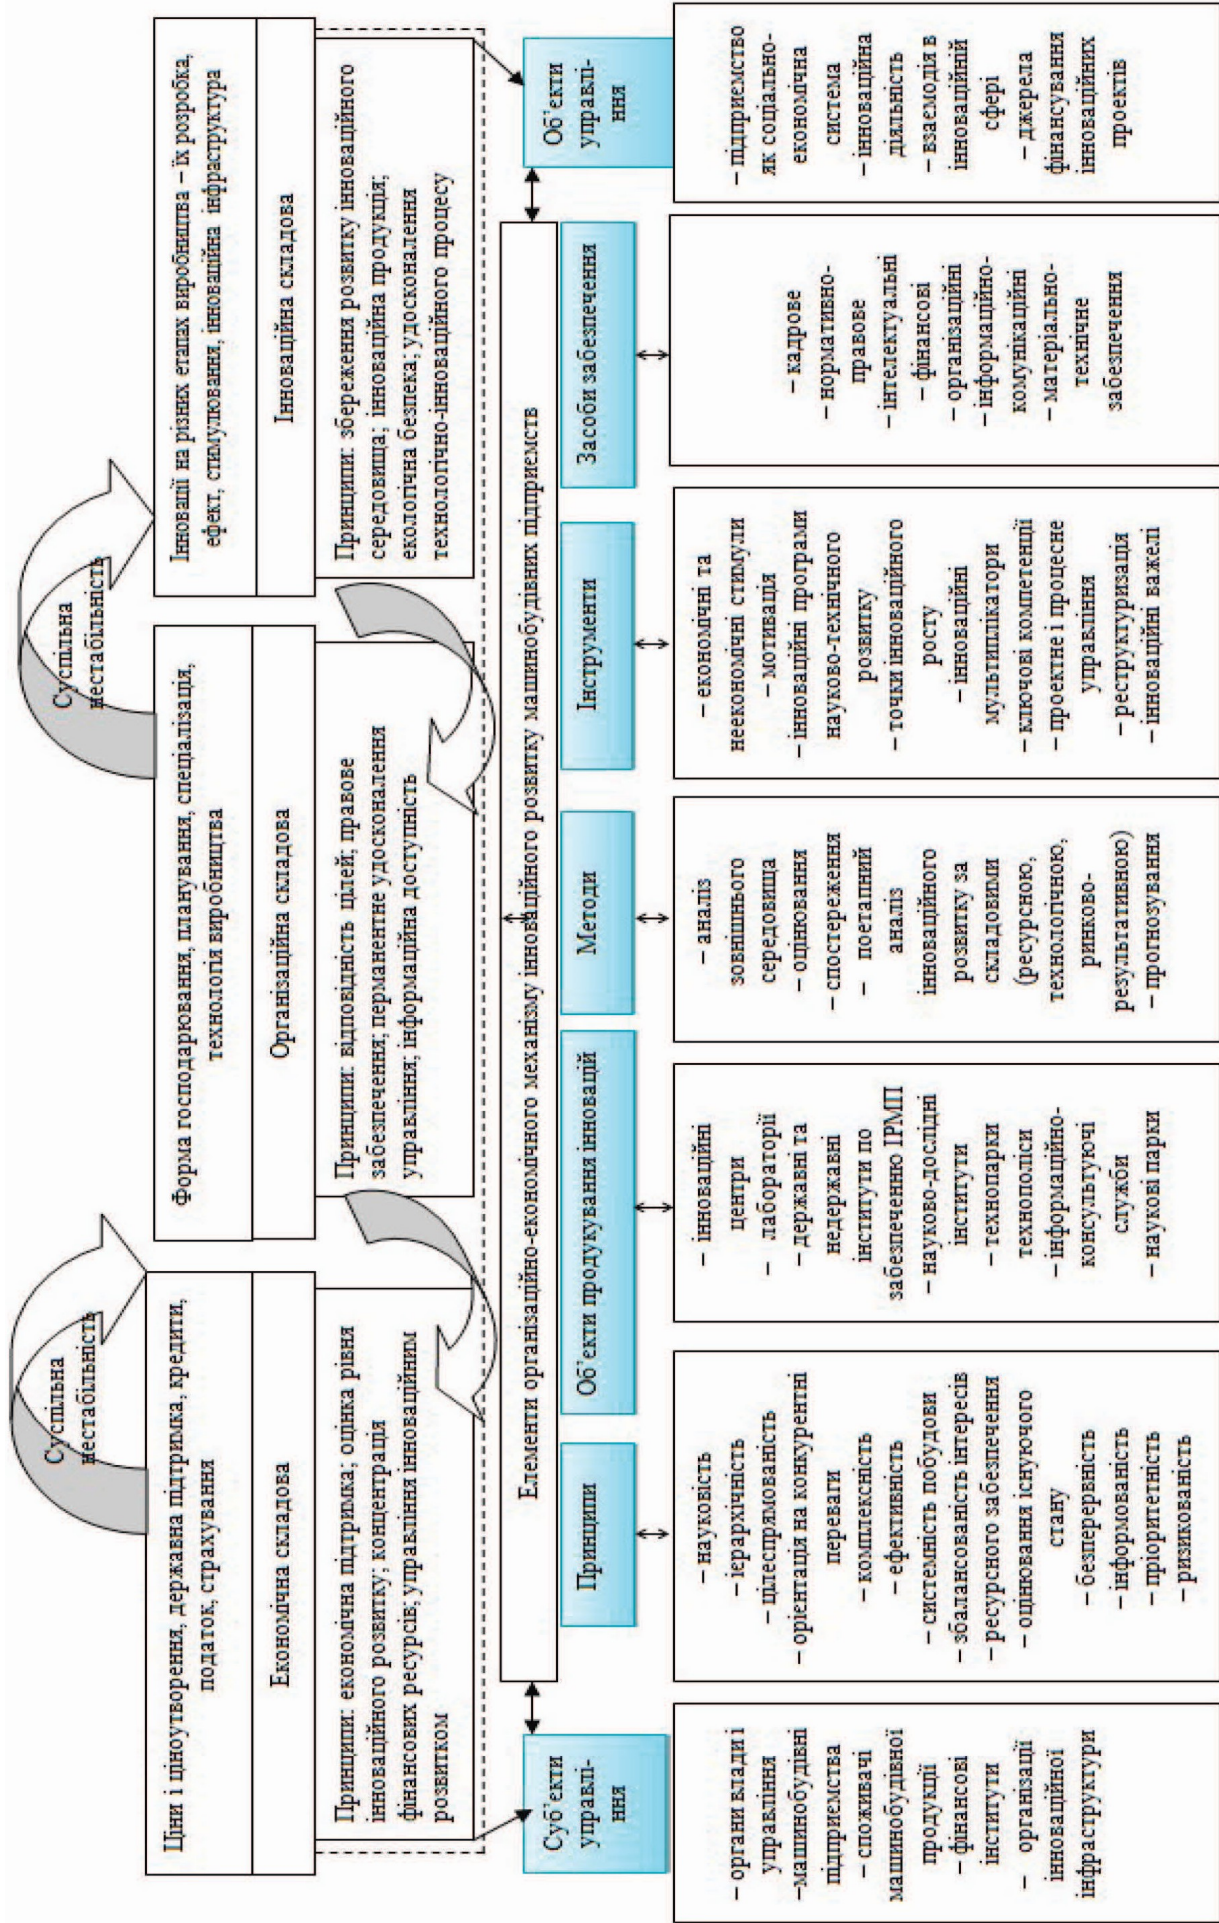 Суспільна
нестабільність
Суспільна
нестабільність
Ціни і ціноутворення, державна підтримка, кредити,
податок, страхування
Економічна складова
Принципи: економічна підтримка; оцінка рівня
інноваційного розвитку; концентрація
фінансових ресурсів; управління інноваційним
розвитком
Форма господарювання, планування, спеціалізація,
технологія виробництва
Організаційна складова
Принципи: відповідність цілей; правове
забезпечення; перманентне удосконалення
управління; інформаційна доступність
Інновації на різних етапах виробництва – їх розробка,
ефект, стимулювання, інноваційна інфраструктура
Інноваційна складова
Принципи: збереження розвитку інноваційного
середовища; інноваційна продукція;
екологічна безпека; удосконалення
технологічно-інноваційного процесу
Елементи організаційно-економічного механізму інноваційного розвитку машинобудівних підприємств
Суб’єкти
управлі-
ння
Принципи
Об’єкти продукування інновацій
Методи
Інструменти
Засоби забезпечення
Об’єкти
управлі-
ння
– органи влади і
управління
–машинобудівні
підприємства
– споживачі
машинобудівної
продукції
– фінансові
інститути
– організації
інноваційної
інфраструктури
– науковість
– ієрархічність
– цілеспрямованість
– орієнтація на конкурентні
переваги
– комплексність
– ефективність
– системність побудови
– збалансованість інтересів
– ресурсного забезпечення
– оцінювання існуючого
стану
– безперервність
– інформованість
– пріоритетність
– ризикованість
– інноваційні
центри
– лабораторії
– державні та
недержавні
інститути по
забезпеченню ІРМП
– науково-дослідні
інститути
– технопарки
технополіси
– інформаційно-
консультуючі
служби
– наукові парки
– аналіз
зовнішнього
середовища
– оцінювання
– спостереження
– поетапний
аналіз
інноваційного
розвитку за
складовими
(ресурсною,
технологічною,
ринково-
результативною)
– прогнозування
– економічні та
неекономічні стимули
– мотивація
– інноваційні програми
науково-технічного
розвитку
– точки інноваційного
росту
– інноваційні
мультиплікатори
– ключові компетенції
– проектне і процесне
управління
– реструктуризація
– інноваційні важелі
– кадрове
– нормативно-
правове
– інтелектуальні
– фінансові
– організаційні
– інформаційно-
комунікаційні
– матеріально-
технічне
забезпечення
– підприємство
як соціально-
економічна
система
– інноваційна
діяльність
– взаємодія в
інноваційній
сфері
– джерела
фінансування
інноваційних
проектів